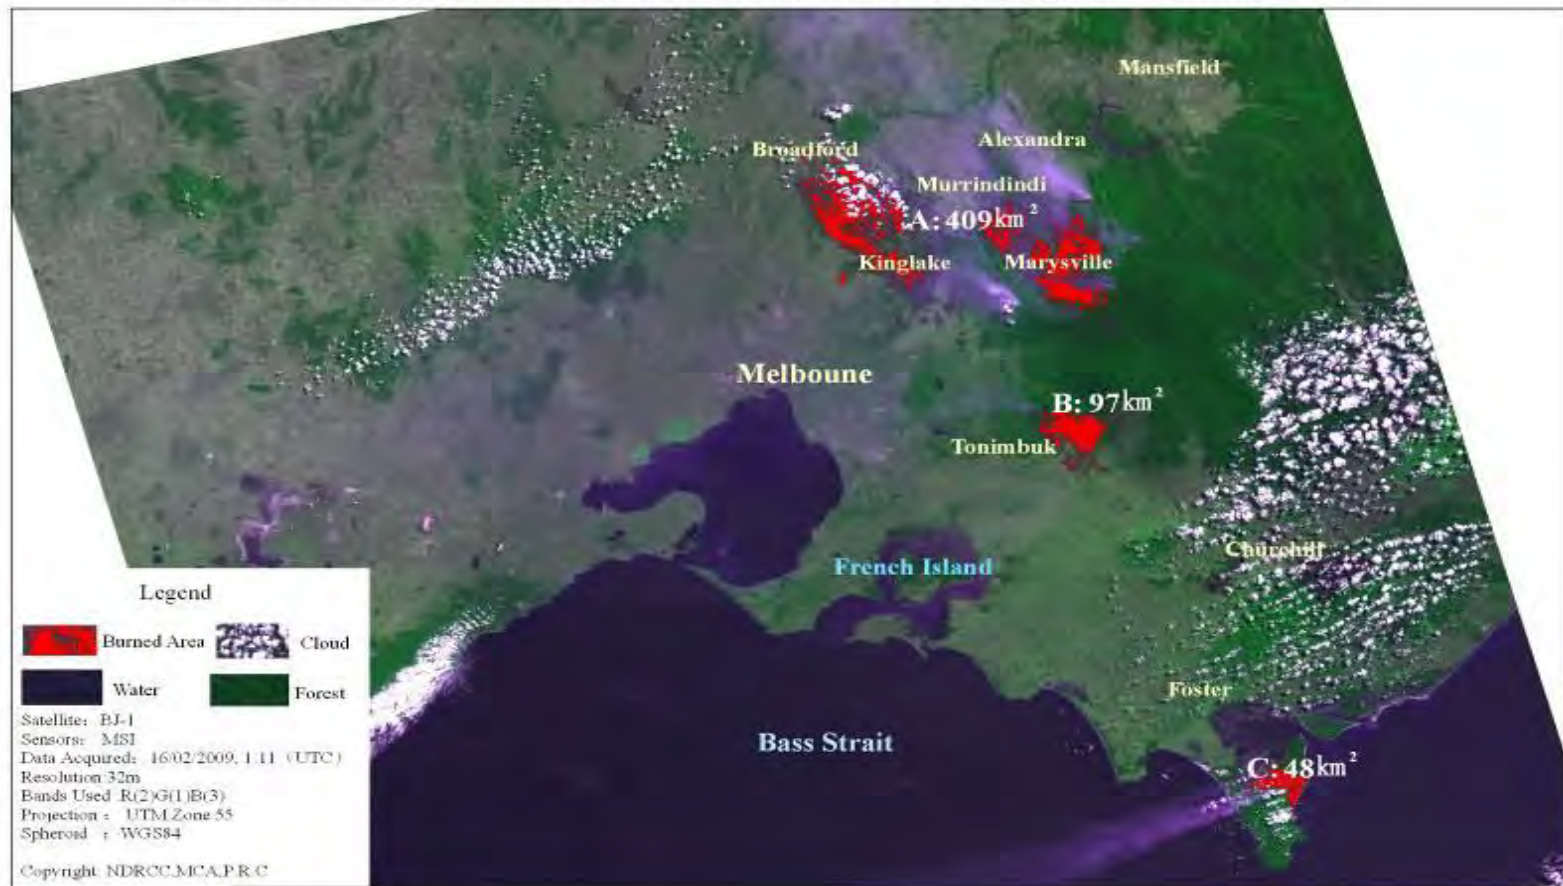 Mansfield
Alexandra
Broadford
Murrindindi
A: 409km²
Kinglake
Marysville
Melboune
B: 97km²
Tonimbuk
Churchill
French Island
Foster
Bass Strait
C: 48km²
Legend
Burned Area
Cloud
Water
Forest
Satellite: BJ-1
Sensors: MSI
Data Acquired: 16/02/2009, 1:11 (UTC)
Resolution:32m
Bands Used :R(2)G(1)B(3)
Projection : UTM Zone 55
Spheroid : WGS84
Copyright: NDRCC,MCA,P.R.C